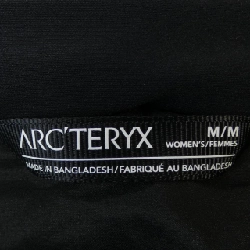 ARC'TERYX
M/M
WOMEN'S/FEMMES
MADE IN BANGLADESH/FABRIQUÉ AU BANGLADESH